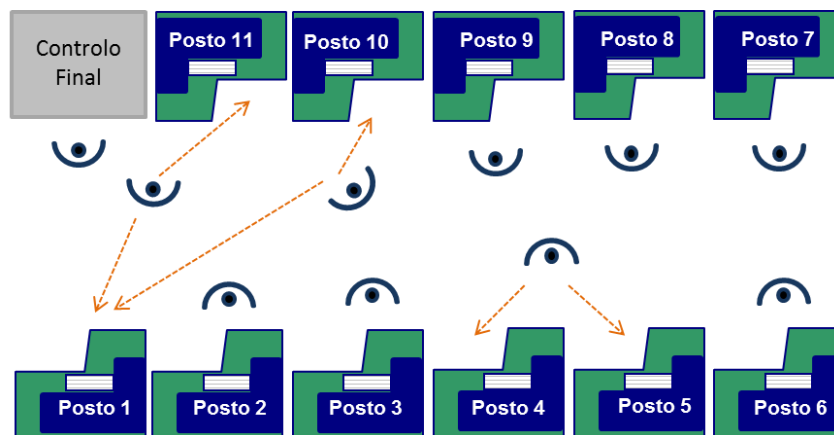 Controlo
Final
Posto 11
Posto 10
Posto 9
Posto 8
Posto 7
Posto 1
Posto 2
Posto 3
Posto 4
Posto 5
Posto 6